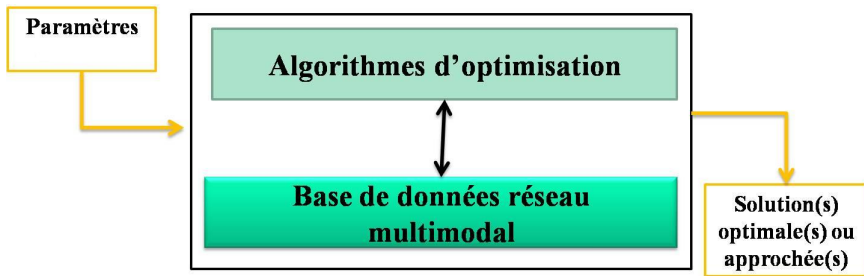 Paramètres
Algorithmes d'optimisation
Base de données réseau
multimodal
Solution(s)
optimale(s) ou
approchée(s)